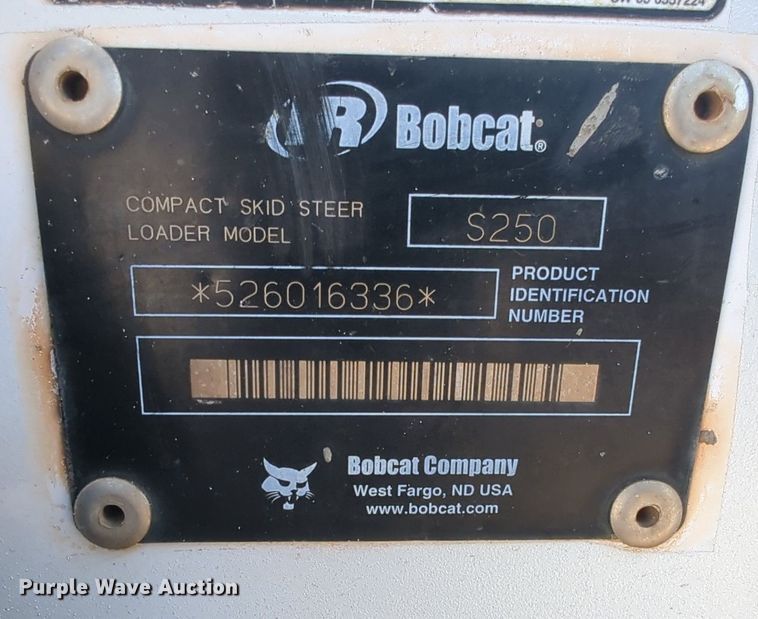 IR Bobcat®
COMPACT SKID STEER
LOADER MODEL
S250
*526016336*
PRODUCT
IDENTIFICATION
NUMBER
Bobcat Company
West Fargo, ND USA
www.bobcat.com
Purple Wave Auction